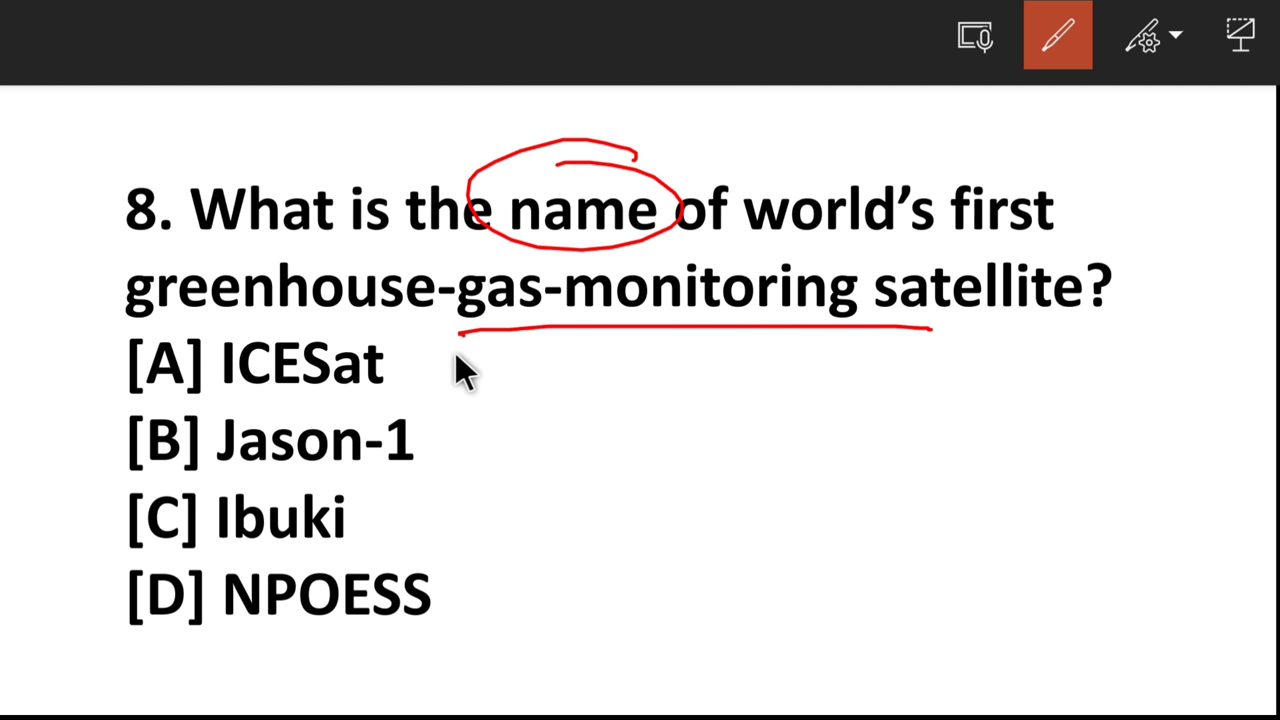 8. What is the name of world’s first
greenhouse-gas-monitoring satellite?
[A] ICESat
[B] Jason-1
[C] Ibuki
[D] NPOESS